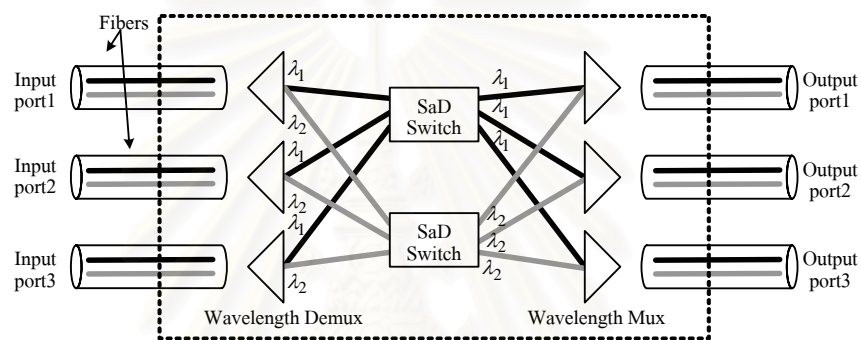 Fibers
Input
port1
Input
port2
Input
port3
λ1
λ2
λ1
λ2
λ1
λ2
SaD
Switch
SaD
Switch
λ1
λ1
λ1
λ2
λ2
λ2
Output
port1
Output
port2
Output
port3
Wavelength Demux
Wavelength Mux